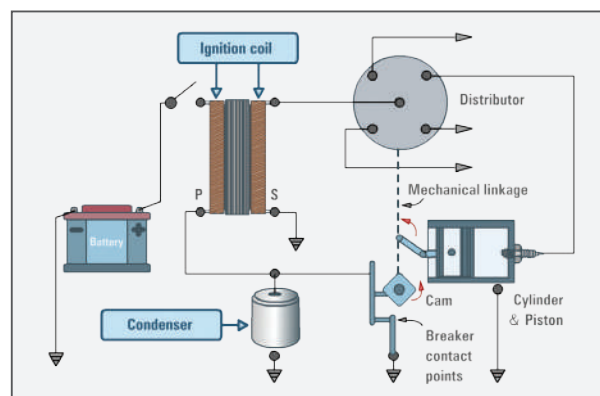 Ignition coil
Distributor
Mechanical linkage
P
S
Battery
Cam
Cylinder
& Piston
Condenser
Breaker
contact
points